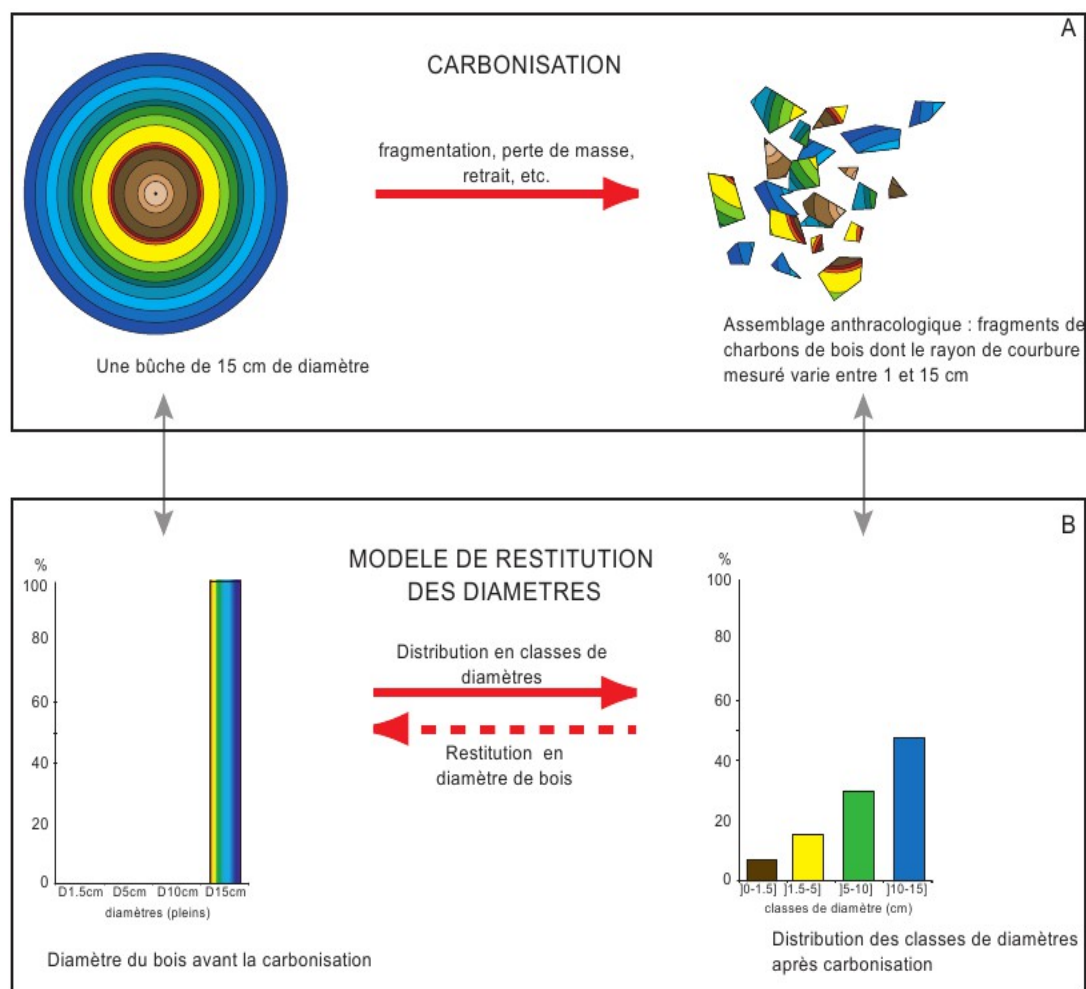 A
CARBONISATION
fragmentation, perte de masse,
retrait, etc.
Une bûche de 15 cm de diamètre
Assemblage anthracologique : fragments de
charbons de bois dont le rayon de courbure
mesuré varie entre 1 et 15 cm
B
MODELE DE RESTITUTION
DES DIAMETRES
Distribution en classes de
diamètres
Restitution en
diamètre de bois
%
100
80
60
40
20
0
D1.5cm D5cm D10cm D15cm
diamètres (pleins)
Diamètre du bois avant la carbonisation
%
100
80
60
40
20
0
]0-1.5] ]1.5-5] ]5-10] ]10-15]
classes de diamètre (cm)
Distribution des classes de diamètres
après carbonisation